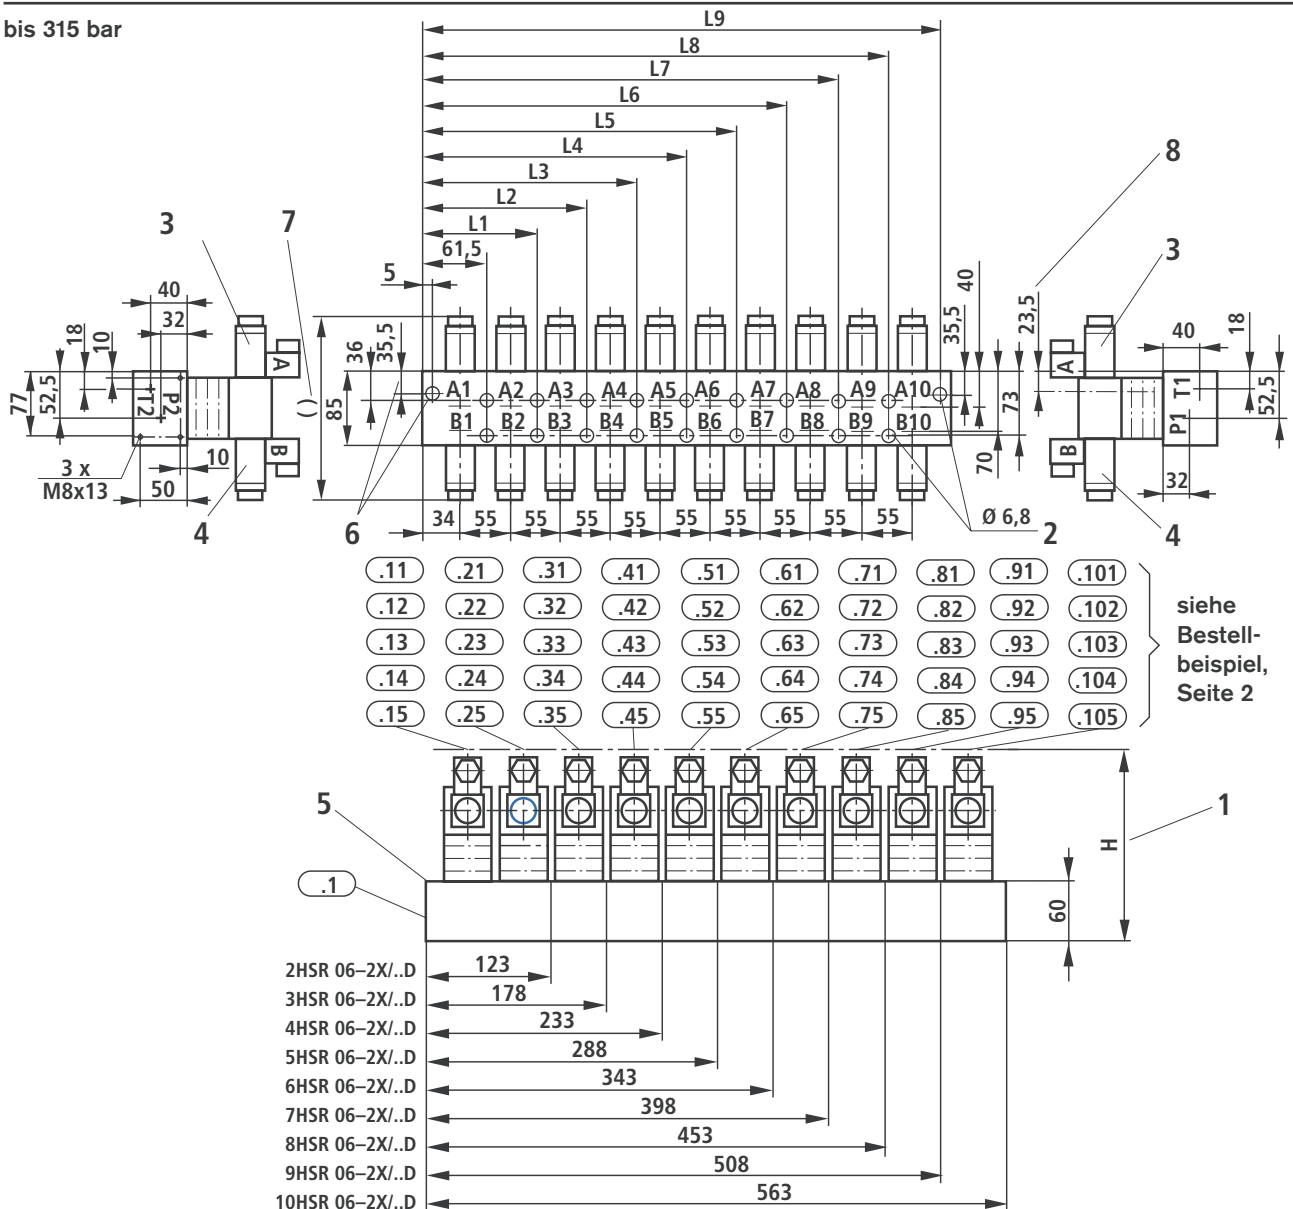 bis 315 bar
L9
L8
L7
L6
L5
L4
L3
L2
L1
61,5
5
8
3
7
3
40
32
18
10
36
35,5
35,5
40
23,5
40
18
77
52,5
T2
P2
A
B
3 x
M8x13
10
50
4
( )
85
A1 A2 A3 A4 A5 A6 A7 A8 A9 A10
B1 B2 B3 B4 B5 B6 B7 B8 B9 B10
73
70
A
B
T1
P1
52,5
32
6
34 55 55 55 55 55 55 55 55 55
Ø 6,8
2
4
.11 .21 .31 .41 .51 .61 .71 .81 .91 .101
.12 .22 .32 .42 .52 .62 .72 .82 .92 .102
.13 .23 .33 .43 .53 .63 .73 .83 .93 .103
.14 .24 .34 .44 .54 .64 .74 .84 .94 .104
.15 .25 .35 .45 .55 .65 .75 .85 .95 .105
siehe
Bestell-
beispiel,
Seite 2
5
1
H
.1
60
2HSR 06–2X/..D 123
3HSR 06–2X/..D 178
4HSR 06–2X/..D 233
5HSR 06–2X/..D 288
6HSR 06–2X/..D 343
7HSR 06–2X/..D 398
8HSR 06–2X/..D 453
9HSR 06–2X/..D 508
10HSR 06–2X/..D 563